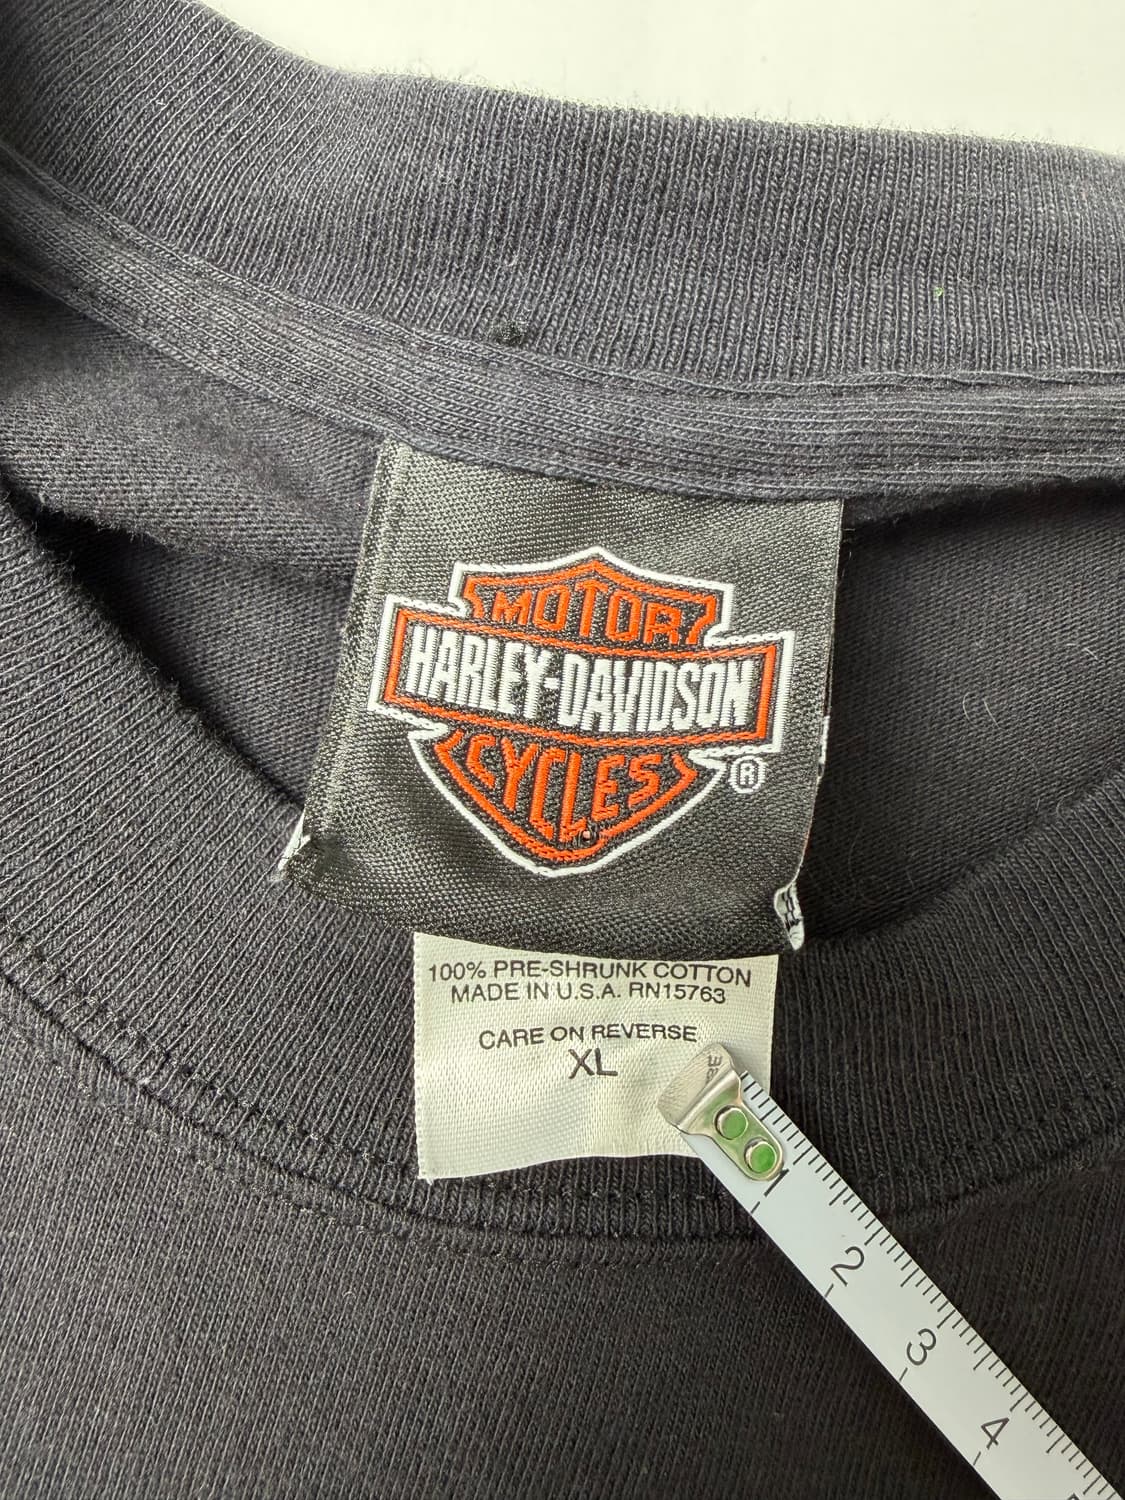 MOTOR
HARLEY-DAVIDSON
CYCLES
®
100% PRE-SHRUNK COTTON
MADE IN U.S.A. RN15763
CARE ON REVERSE
XL
1
2
3
4